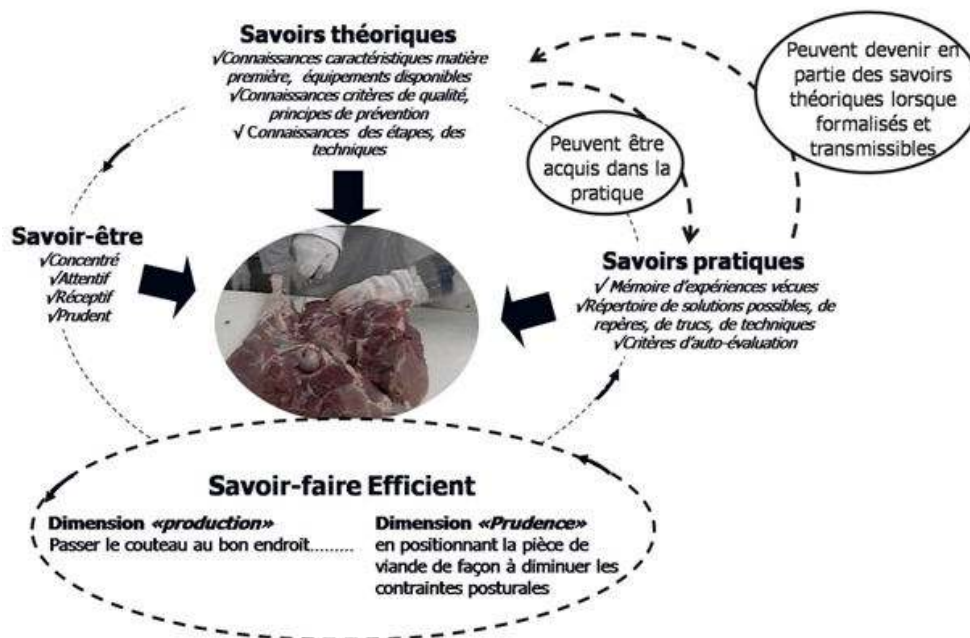 Savoirs théoriques
√Connaissances caractéristiques matière
première, équipements disponibles
√Connaissances critères de qualité,
principes de prévention
√ Connaissances des étapes, des
techniques
Peuvent devenir en
partie des savoirs
théoriques lorsque
formalisés et
transmissibles
Peuvent être
acquis dans la
pratique
Savoir-être
√Concentré
√Attentif
√Réceptif
√Prudent
Savoirs pratiques
√ Mémoire d'expériences vécues
√Répertoire de solutions possibles, de
repères, de trucs, de techniques
√Critères d'auto-évaluation
Savoir-faire Efficient
Dimension «production»
Passer le couteau au bon endroit.........
Dimension «Prudence»
en positionnant la pièce de
viande de façon à diminuer les
contraintes posturales